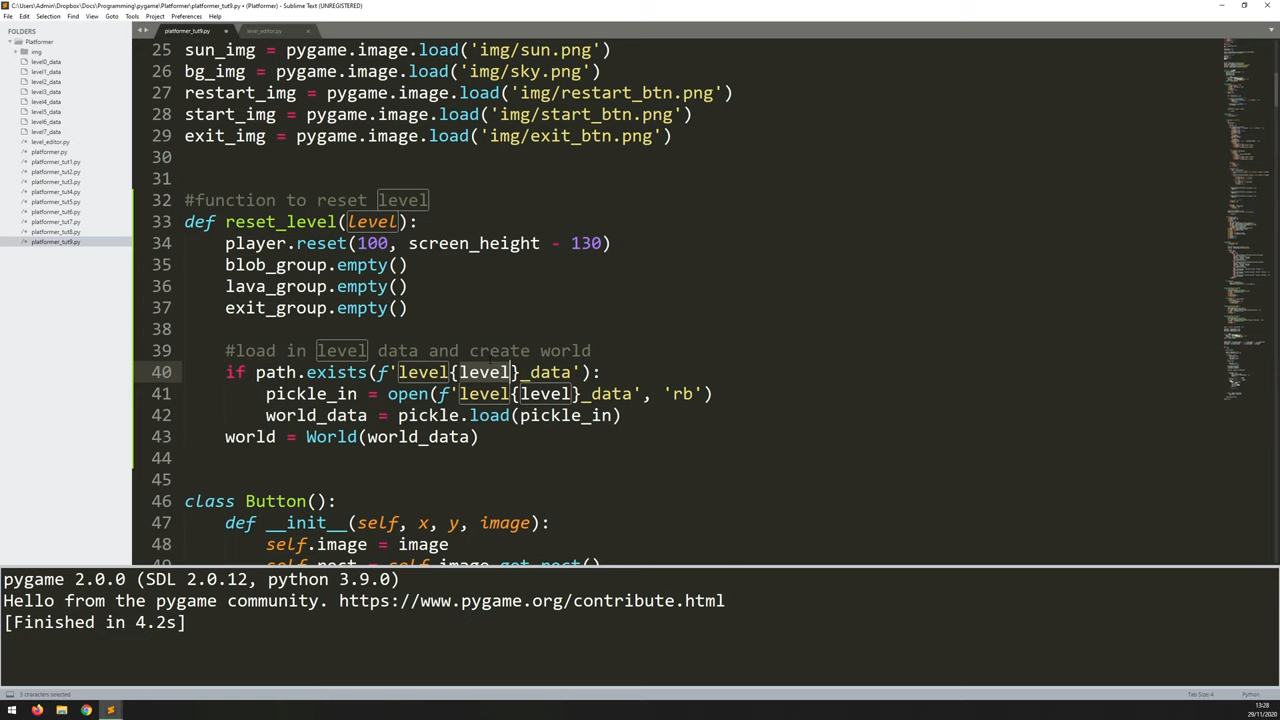 C:\Users\Admin\Dropbox\Docs\Programming\pygame\Platformer\platformer_tut9.py • (Platformer) - Sublime Text (UNREGISTERED)
File Edit Selection Find View Goto Tools Project Preferences Help
FOLDERS
Platformer
img
level0_data
level1_data
level2_data
level3_data
level4_data
level5_data
level6_data
level7_data
level_editor.py
platformer.py
platformer_tut1.py
platformer_tut2.py
platformer_tut3.py
platformer_tut4.py
platformer_tut5.py
platformer_tut6.py
platformer_tut7.py
platformer_tut8.py
platformer_tut9.py
platformer_tut9.py level_editor.py
25 sun_img = pygame.image.load('img/sun.png')
26 bg_img = pygame.image.load('img/sky.png')
27 restart_img = pygame.image.load('img/restart_btn.png')
28 start_img = pygame.image.load('img/start_btn.png')
29 exit_img = pygame.image.load('img/exit_btn.png')
30
31
32 #function to reset level
33 def reset_level(level):
34 player.reset(100, screen_height - 130)
35 blob_group.empty()
36 lava_group.empty()
37 exit_group.empty()
38
39 #load in level data and create world
40 if path.exists(f'level{level}_data'):
41 pickle_in = open(f'level{level}_data', 'rb')
42 world_data = pickle.load(pickle_in)
43 world = World(world_data)
44
45
46 class Button():
47 def __init__(self, x, y, image):
48 self.image = image
49 self.rect = self.image.get_rect()
pygame 2.0.0 (SDL 2.0.12, python 3.9.0)
Hello from the pygame community. https://www.pygame.org/contribute.html
[Finished in 4.2s]
5 characters selected Tab Size: 4 Python
13:28
29/11/2020